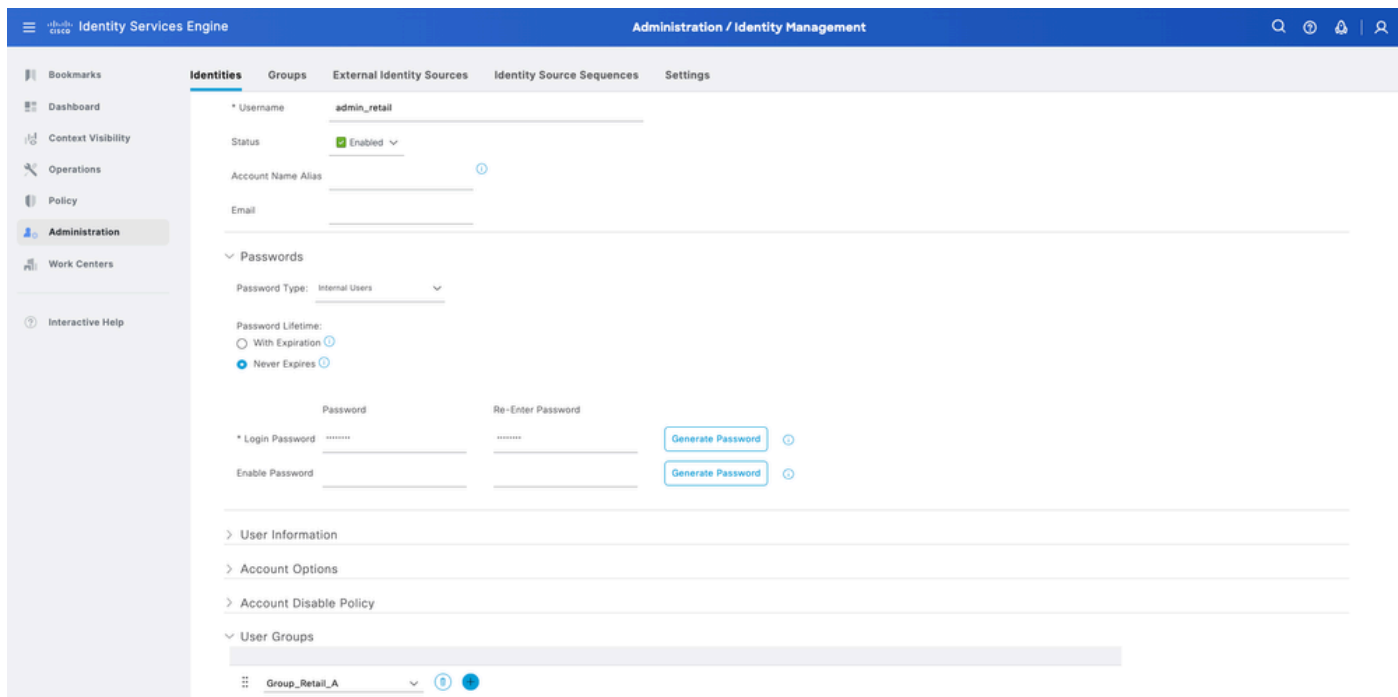 cisco Identity Services Engine
Administration / Identity Management
Bookmarks
Dashboard
Context Visibility
Operations
Policy
Administration
Work Centers
Interactive Help
Identities Groups External Identity Sources Identity Source Sequences Settings
* Username admin_retail
Status Enabled
Account Name Alias
Email
Passwords
Password Type: Internal Users
Password Lifetime:
With Expiration
Never Expires
Password Re-Enter Password
* Login Password ········ ········ Generate Password
Enable Password Generate Password
User Information
Account Options
Account Disable Policy
User Groups
Group_Retail_A